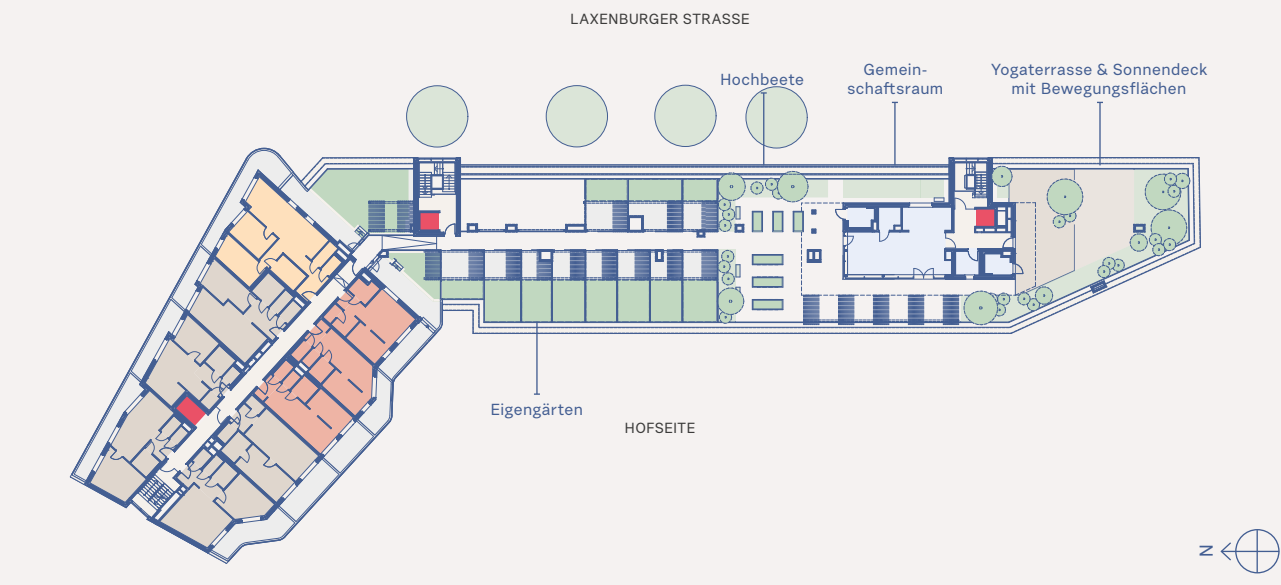 LAXENBURGER STRASSE
Hochbeete
Gemein-
schaftsraum
Yogaterrasse & Sonnendeck
mit Bewegungsflächen
Eigengärten
HOFSEITE
N